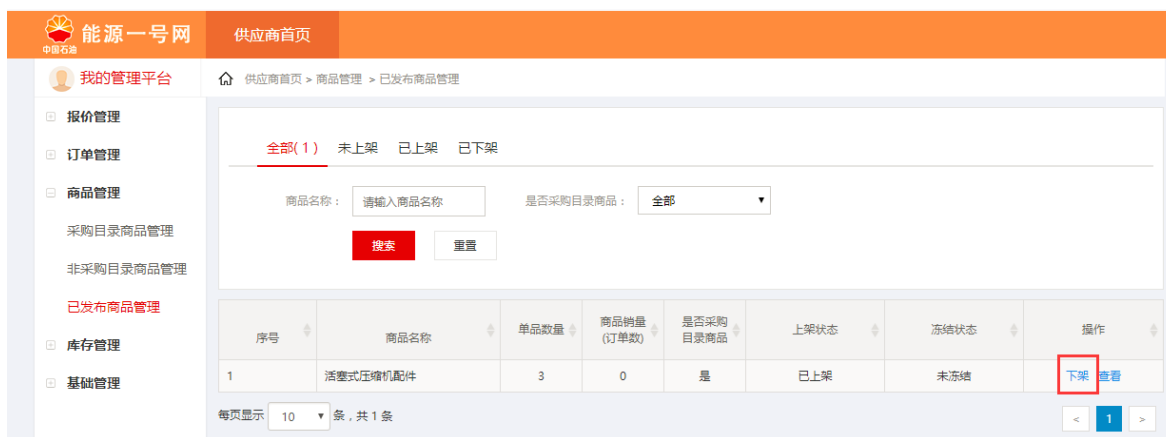 能源一号网 供应商首页
中国石油
我的管理平台 供应商首页 > 商品管理 > 已发布商品管理
报价管理
订单管理
商品管理
采购目录商品管理
非采购目录商品管理
已发布商品管理
库存管理
基础管理
全部( 1 ) 未上架 已上架 已下架
商品名称 : 请输入商品名称 是否采购目录商品 : 全部
搜索 重置
序号 商品名称 单品数量 商品销量 (订单数) 是否采购 目录商品 上架状态 冻结状态 操作
1 活塞式压缩机配件 3 0 是 已上架 未冻结 下架 查看
每页显示 10 条 , 共 1 条 < 1 >